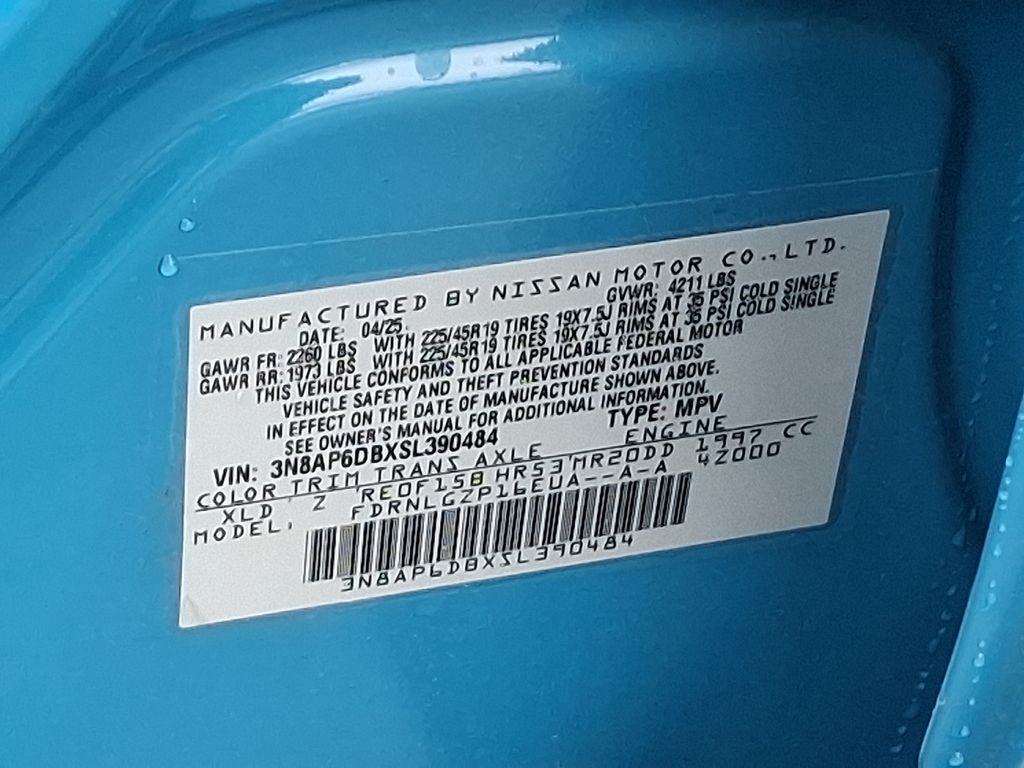 MANUFACTURED BY NISSAN MOTOR CO.,LTD.
DATE: 04/25 GVWR: 4211 LBS
GAWR FR: 2260 LBS WITH 225/45R19 TIRES 19X7.5J RIMS AT 35 PSI COLD SINGLE
GAWR RR: 1973 LBS WITH 225/45R19 TIRES 19X7.5J RIMS AT 35 PSI COLD SINGLE
THIS VEHICLE CONFORMS TO ALL APPLICABLE FEDERAL MOTOR
VEHICLE SAFETY AND THEFT PREVENTION STANDARDS
IN EFFECT ON THE DATE OF MANUFACTURE SHOWN ABOVE.
SEE OWNER'S MANUAL FOR ADDITIONAL INFORMATION.
VIN: 3N8AP6DBXSL390484 TYPE: MPV
COLOR TRIM TRANS AXLE ENGINE
XLD Z RE0F15B HR53 MR20DD 1997 CC
MODEL. FDRNLGZP16EUA--A-A 42000
3N8AP6DBXSL390484